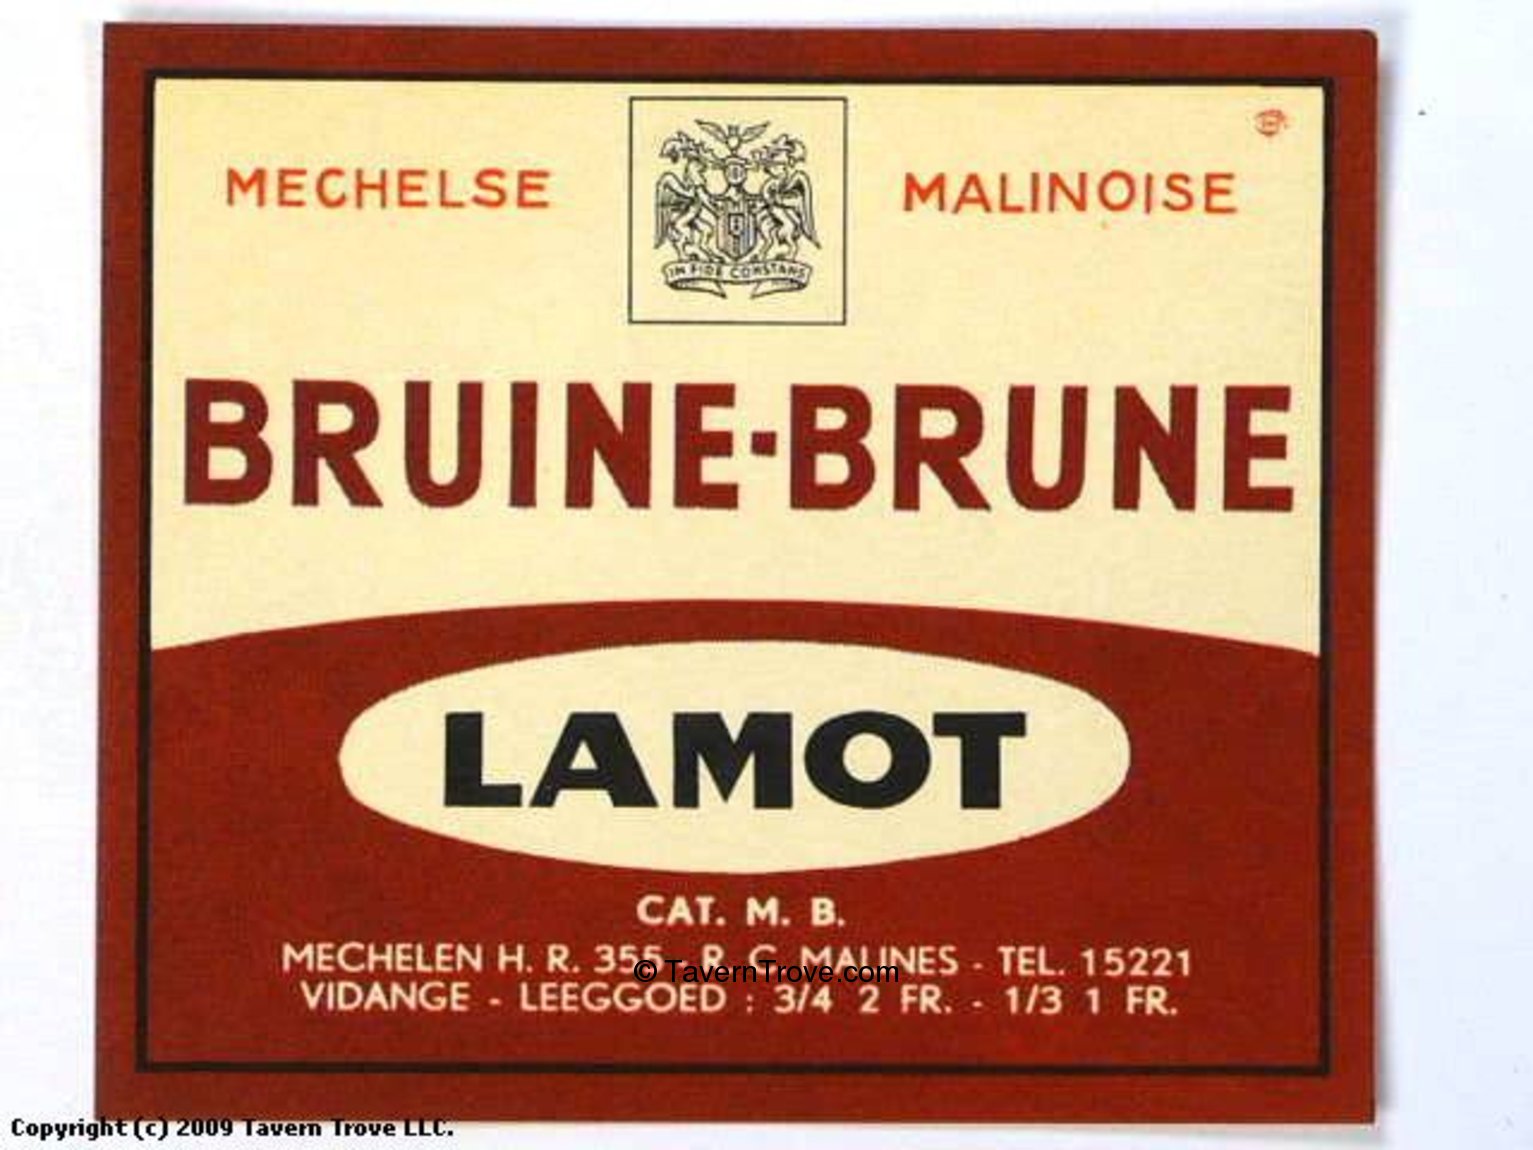 MECHELSE MALINOISE
IN FIDE CONSTANS
BRUINE-BRUNE
LAMOT
CAT. M. B.
MECHELEN H. R. 355 - R. C. MALINES - TEL. 15221
© TavernTrove.com
VIDANGE - LEEGGOED : 3/4 2 FR. - 1/3 1 FR.
Copyright (c) 2009 Tavern Trove LLC.